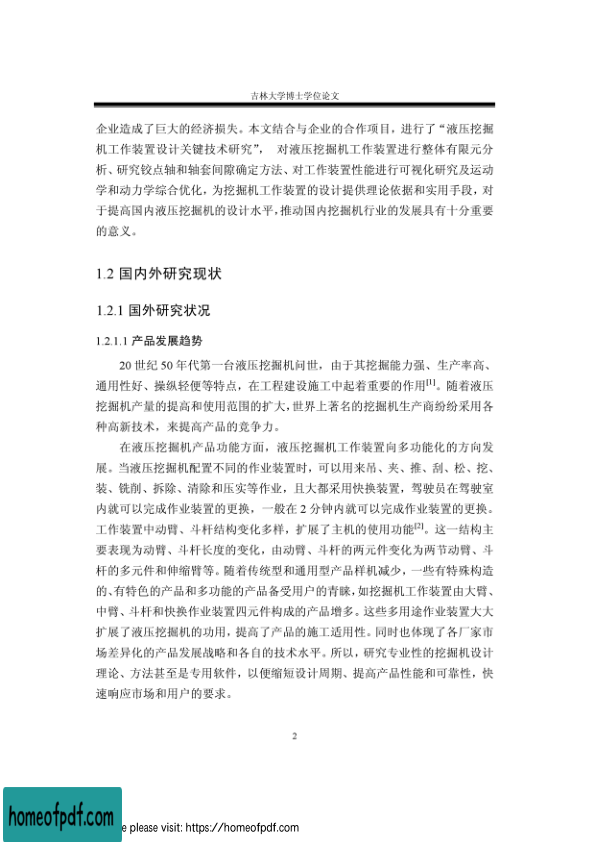 吉林大学博士学位论文
企业造成了巨大的经济损失。本文结合与企业的合作项目，进行了“液压挖掘
机工作装置设计关键技术研究”， 对液压挖掘机工作装置进行整体有限元分
析、研究铰点轴和轴套间隙确定方法、对工作装置性能进行可视化研究及运动
学和动力学综合优化，为挖掘机工作装置的设计提供理论依据和实用手段，对
于提高国内液压挖掘机的设计水平，推动国内挖掘机行业的发展具有十分重要
的意义。
1.2 国内外研究现状
1.2.1 国外研究状况
1.2.1.1 产品发展趋势
20 世纪 50 年代第一台液压挖掘机问世，由于其挖掘能力强、生产率高、
通用性好、操纵轻便等特点，在工程建设施工中起着重要的作用[1]。随着液压
挖掘机产量的提高和使用范围的扩大，世界上著名的挖掘机生产商纷纷采用各
种高新技术，来提高产品的竞争力。
在液压挖掘机产品功能方面，液压挖掘机工作装置向多功能化的方向发
展。当液压挖掘机配置不同的作业装置时，可以用来吊、夹、推、刮、松、挖、
装、铣削、拆除、清除和压实等作业，且大都采用快换装置，驾驶员在驾驶室
内就可以完成作业装置的更换，一般在 2 分钟内就可以完成作业装置的更换。
工作装置中动臂、斗杆结构变化多样，扩展了主机的使用功能[2]。这一结构主
要表现为动臂、斗杆长度的变化，由动臂、斗杆的两元件变化为两节动臂、斗
杆的多元件和伸缩臂等。随着传统型和通用型产品样机减少，一些有特殊构造
的、有特色的产品和多功能的产品备受用户的青睐，如挖掘机工作装置由大臂、
中臂、斗杆和快换作业装置四元件构成的产品增多。这些多用途作业装置大大
扩展了液压挖掘机的功用，提高了产品的施工适用性。同时也体现了各厂家市
场差异化的产品发展战略和各自的技术水平。所以，研究专业性的挖掘机设计
理论、方法甚至是专用软件，以便缩短设计周期、提高产品性能和可靠性，快
速响应市场和用户的要求。
2
homeofpdf.com
e please visit: https://homeofpdf.com